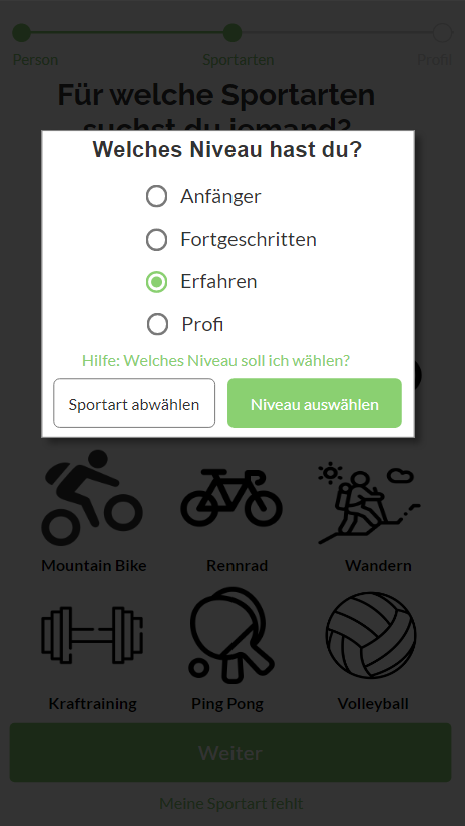 Person
Sportarten
Profil
Für welche Sportarten
suchst du jemand?
Welches Niveau hast du?
Anfänger
Fortgeschritten
Erfahren
Profi
Hilfe: Welches Niveau soll ich wählen?
Sportart abwählen
Niveau auswählen
Mountain Bike
Rennrad
Wandern
Kraftraining
Ping Pong
Volleyball
Weiter
Meine Sportart fehlt